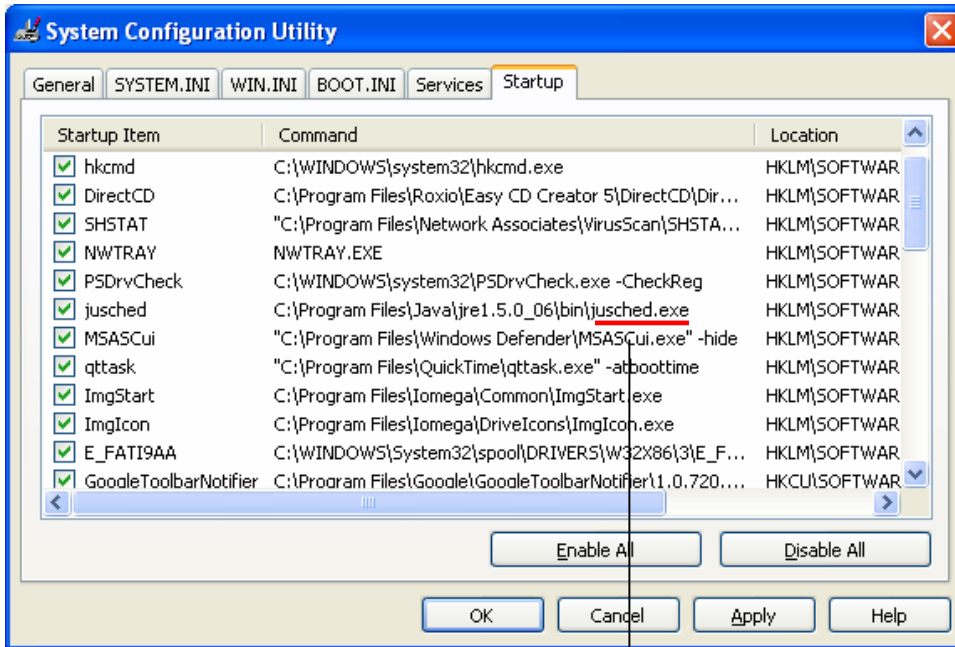 System Configuration Utility
General SYSTEM.INI WIN.INI BOOT.INI Services Startup
Startup Item Command Location
hkcmd C:\WINDOWS\system32\hkcmd.exe HKLM\SOFTWAR
DirectCD C:\Program Files\Roxio\Easy CD Creator 5\DirectCD\Dir... HKLM\SOFTWAR
SHSTAT "C:\Program Files\Network Associates\VirusScan\SHSTA... HKLM\SOFTWAR
NWTRAY NWTRAY.EXE HKLM\SOFTWAR
PSDrvCheck C:\WINDOWS\system32\PSDrvCheck.exe -CheckReg HKLM\SOFTWAR
jusched C:\Program Files\Java\jre1.5.0_06\bin\jusched.exe HKLM\SOFTWAR
MSASCui "C:\Program Files\Windows Defender\MSASCui.exe" -hide HKLM\SOFTWAR
qttask "C:\Program Files\QuickTime\qttask.exe" -atboottime HKLM\SOFTWAR
ImgStart C:\Program Files\Iomega\Common\ImgStart.exe HKLM\SOFTWAR
ImgIcon C:\Program Files\Iomega\DriveIcons\ImgIcon.exe HKLM\SOFTWAR
E_FATI9AA C:\WINDOWS\System32\spool\DRIVERS\W32X86\3\E_F... HKLM\SOFTWAR
GoogleToolbarNotifier C:\Program Files\Google\GoogleToolbarNotifier\1.0.720.... HKCU\SOFTWAR
Enable All Disable All
OK Cancel Apply Help